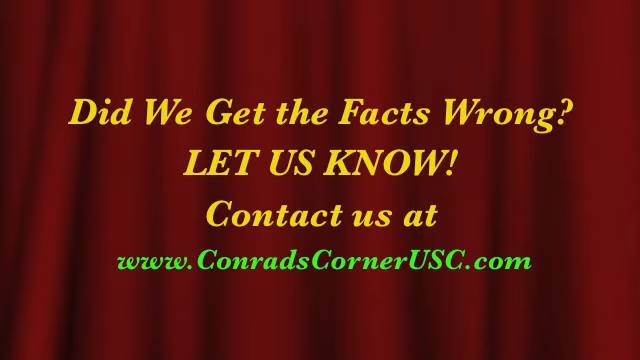 Did We Get the Facts Wrong?
LET US KNOW!
Contact us at
www.ConradsCornerUSC.com